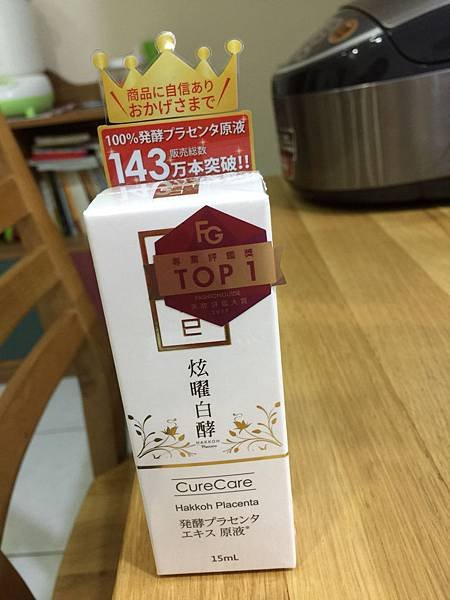 商品に自信あり
おかげさまで
100%発酵プラセンタ原液
143万本突破!!
販売総数
FG
專業評鑑獎
TOP 1
FASHIONGUIDE
炫曜白酵
HAKKOH
Placenta
CureCare
Hakkoh Placenta
発酵プラセンタ
エキス 原液*
15mL